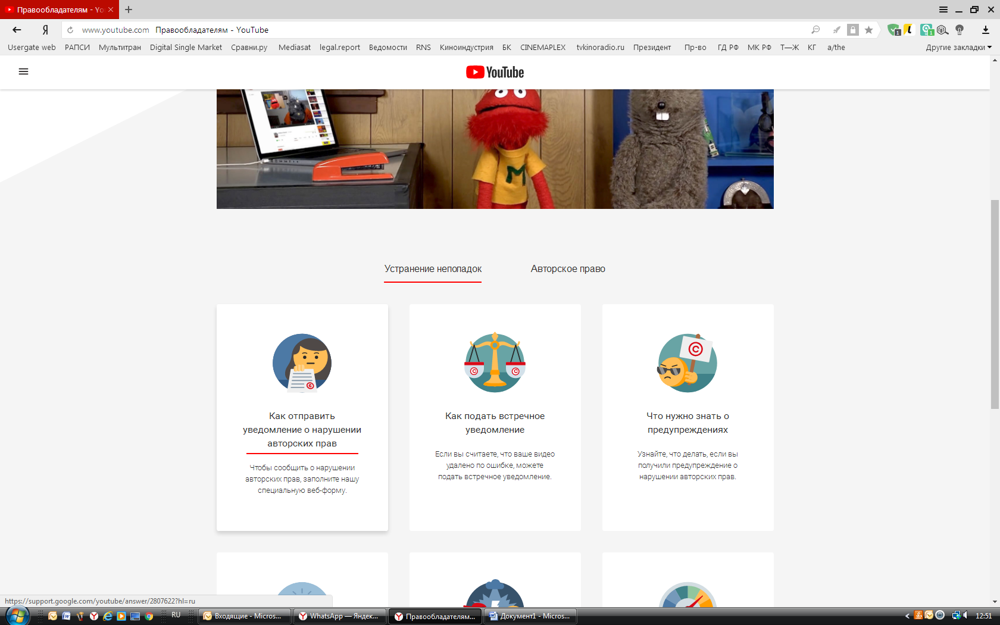 Правообладателям - Yo
www.youtube.com Правообладателям - YouTube
1
1
Usergate web РАПСИ Мультитран Digital Single Market Сравни.ру Mediasat legal.report Ведомости RNS Киноиндустрия БК CINEMAPLEX tvkinoradio.ru Президент Пр-во ГД РФ МК РФ Т—Ж КГ a/the Другие закладки
YouTube
M
Устранение неполадок Авторское право
Как отправить
уведомление о нарушении
авторских прав
Чтобы сообщить о нарушении
авторских прав, заполните нашу
специальную веб-форму.
Как подать встречное
уведомление
Если вы считаете, что ваше видео
удалено по ошибке, можете
подать встречное уведомление.
Что нужно знать о
предупреждениях
Узнайте, что делать, если вы
получили предупреждение о
нарушении авторских прав.
https://support.google.com/youtube/answer/2807622?hl=ru
RU Входящие - Micros... WhatsApp — Яндек... Правообладателям... Документ1 - Micros... 12:51